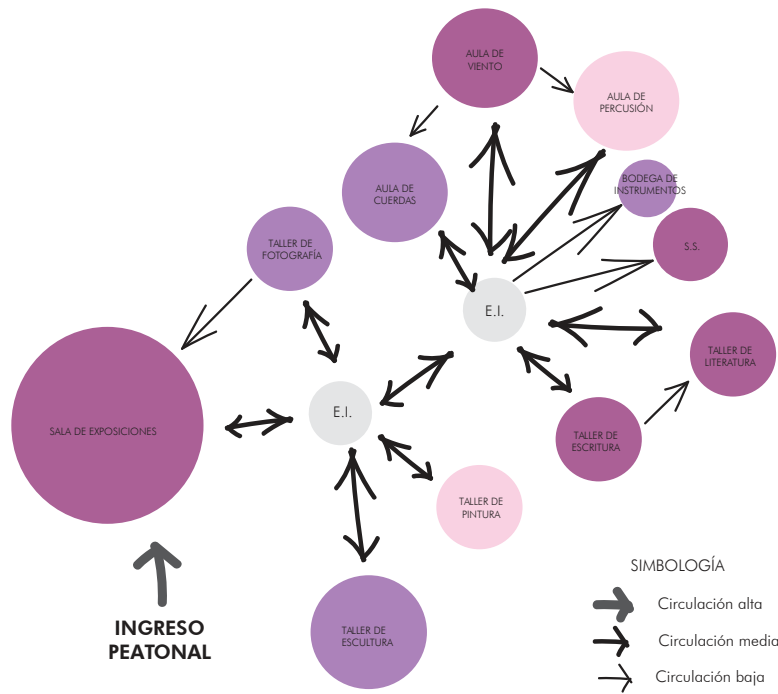 AULA DE
VIENTO
AULA DE
PERCUSIÓN
AULA DE
CUERDAS
BODEGA DE
INSTRUMENTOS
TALLER DE
FOTOGRAFÍA
S.S.
E.I.
TALLER DE
LITERATURA
SALA DE EXPOSICIONES
E.I.
TALLER DE
ESCRITURA
TALLER DE
PINTURA
INGRESO
PEATONAL
TALLER DE
ESCULTURA
SIMBOLOGÍA
Circulación alta
Circulación media
Circulación baja